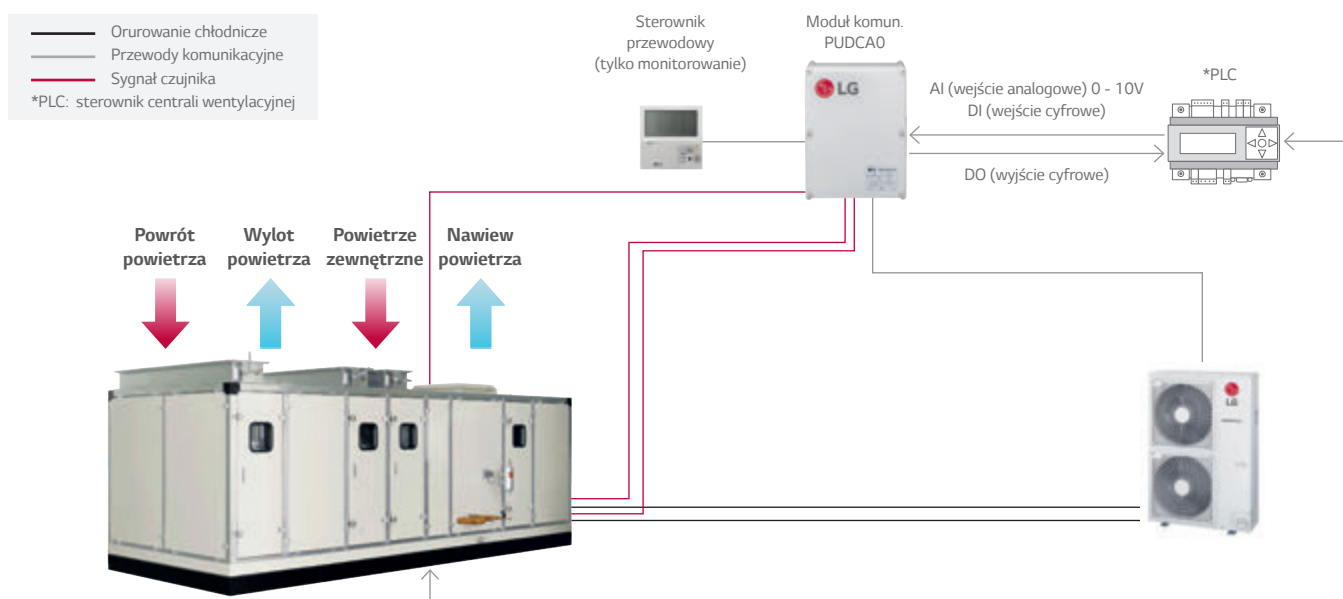 Orurowanie chłodnicze
Przewody komunikacyjne
Sygnał czujnika
*PLC: sterownik centrali wentylacyjnej
Sterownik
przewodowy
(tylko monitorowanie)
Moduł komun.
PUDCA0
LG
AI (wejście analogowe) 0 - 10V
DI (wejście cyfrowe)
DO (wyjście cyfrowe)
*PLC
Powrót
powietrza
Wylot
powietrza
Powietrze
zewnętrzne
Nawiew
powietrza
LG